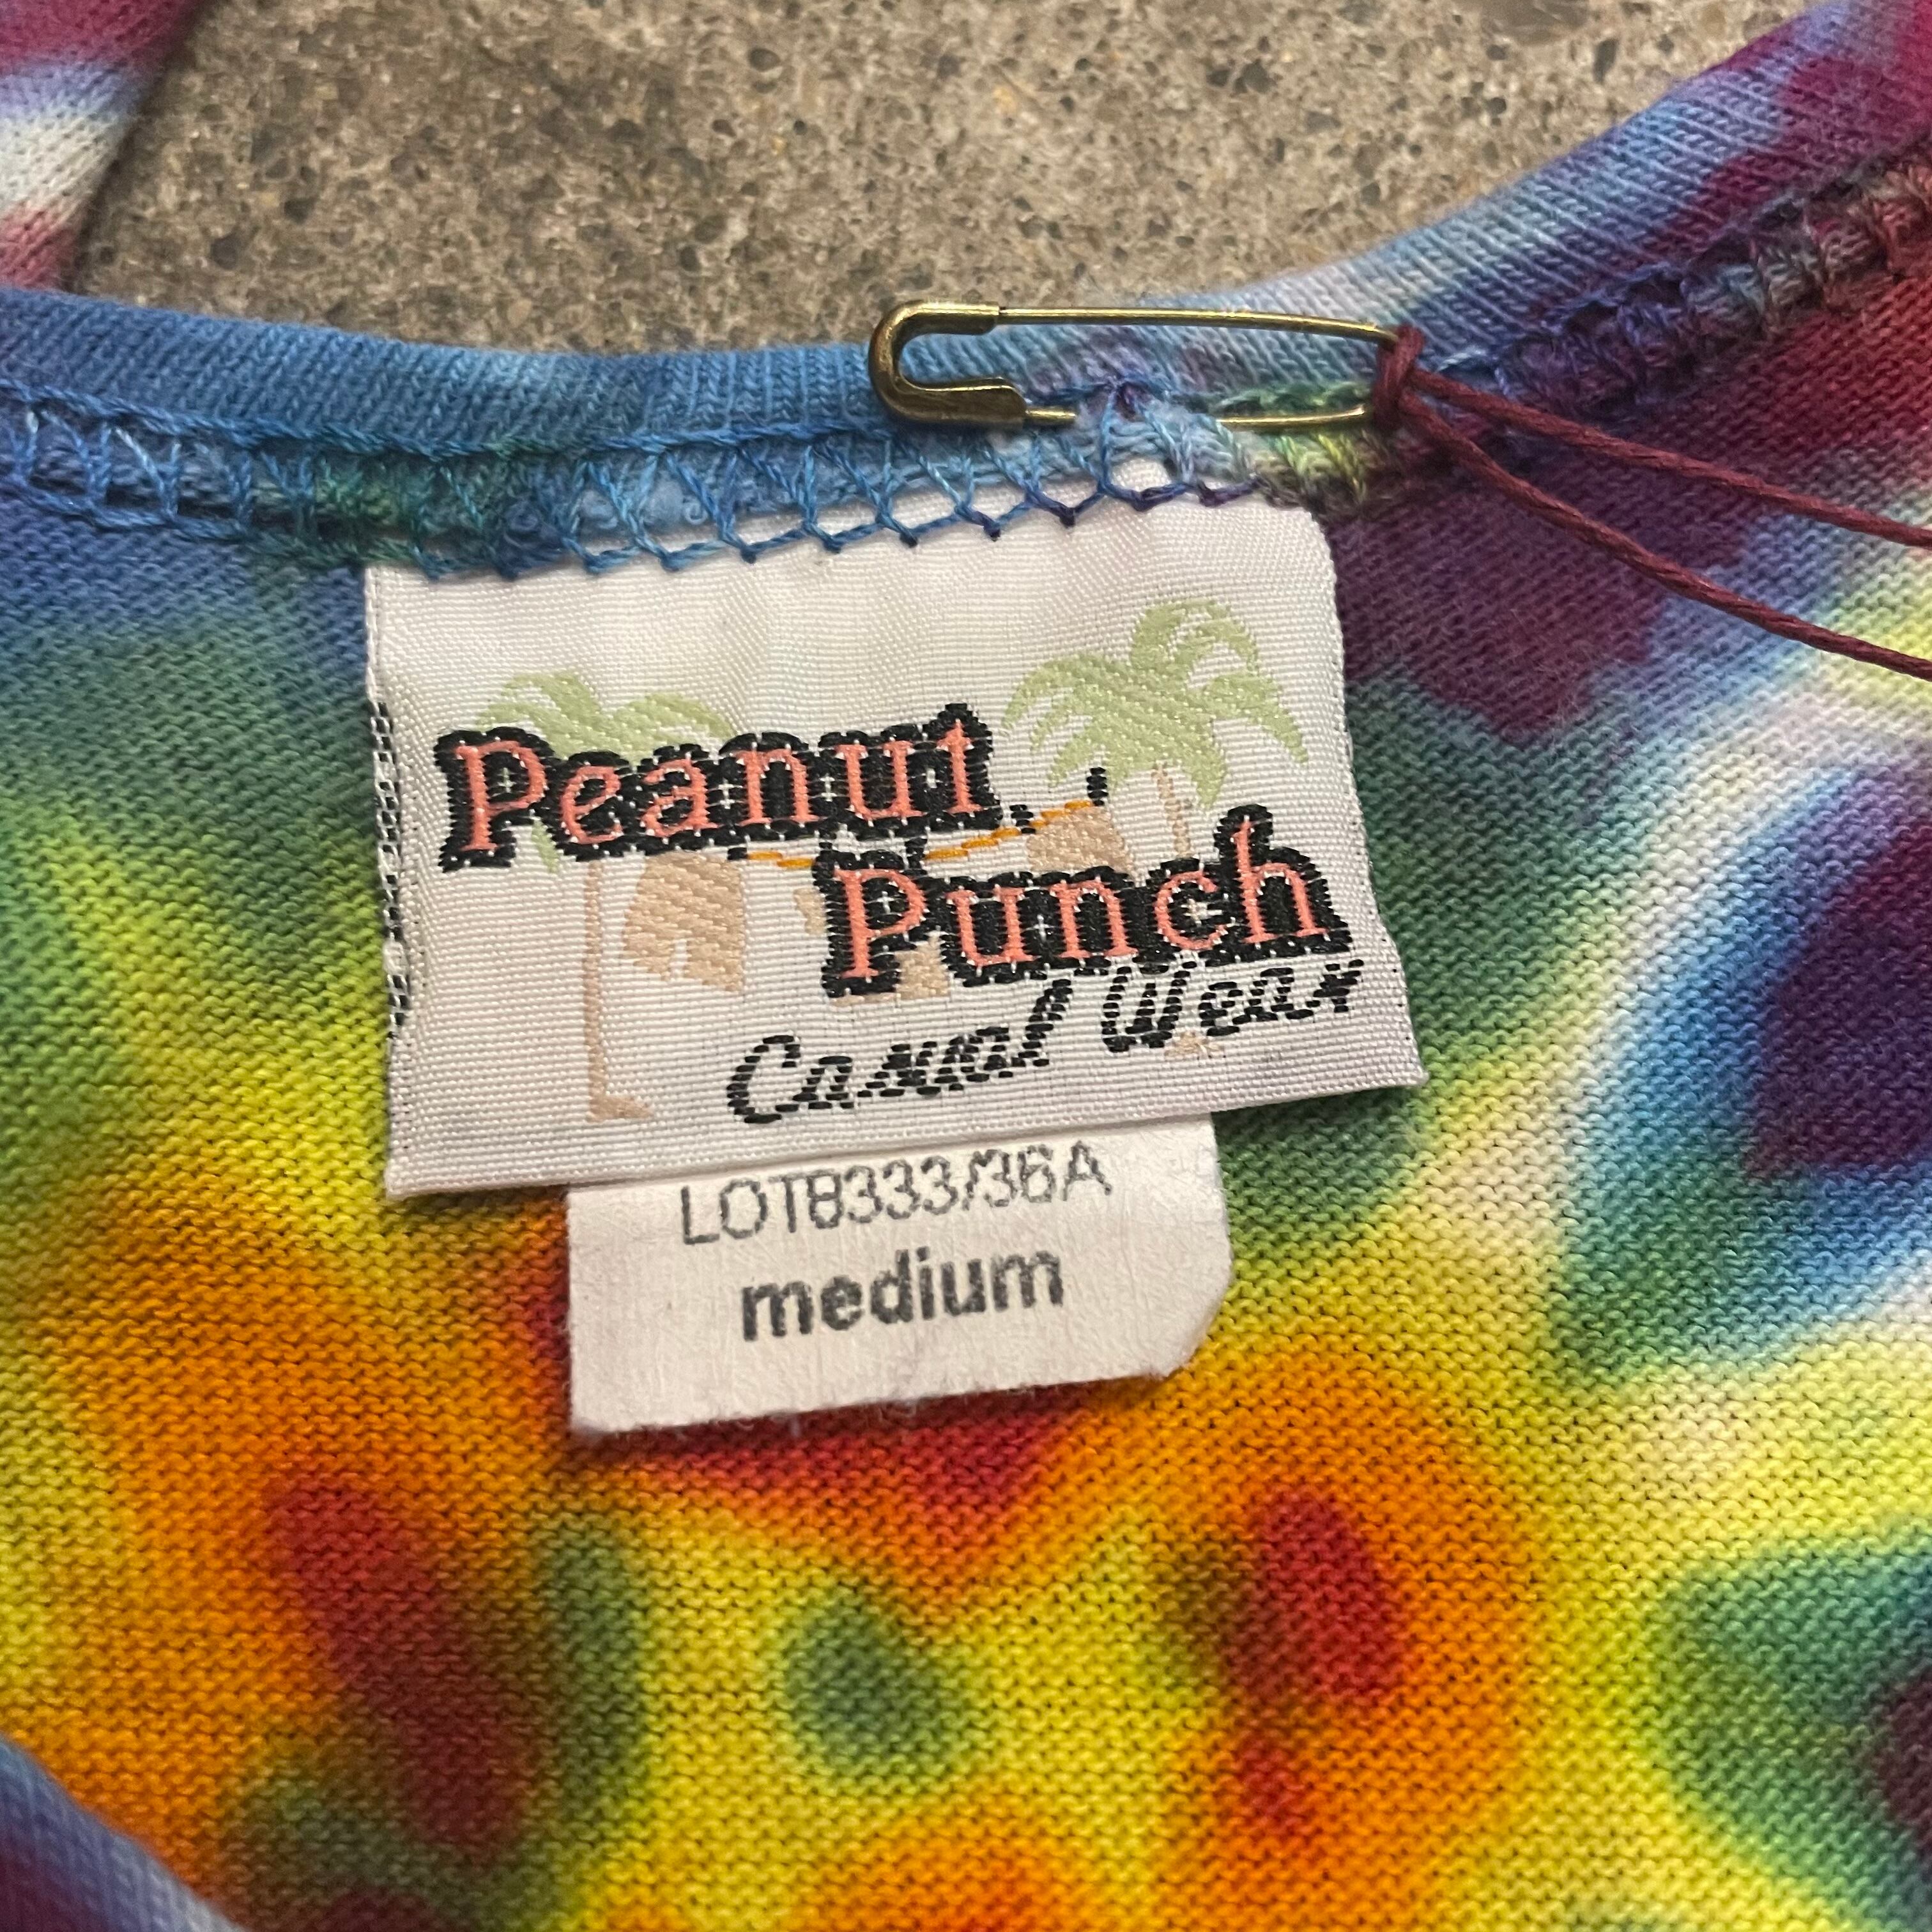 Peanut
Punch
Casual Wear
LOT8333/36A
medium